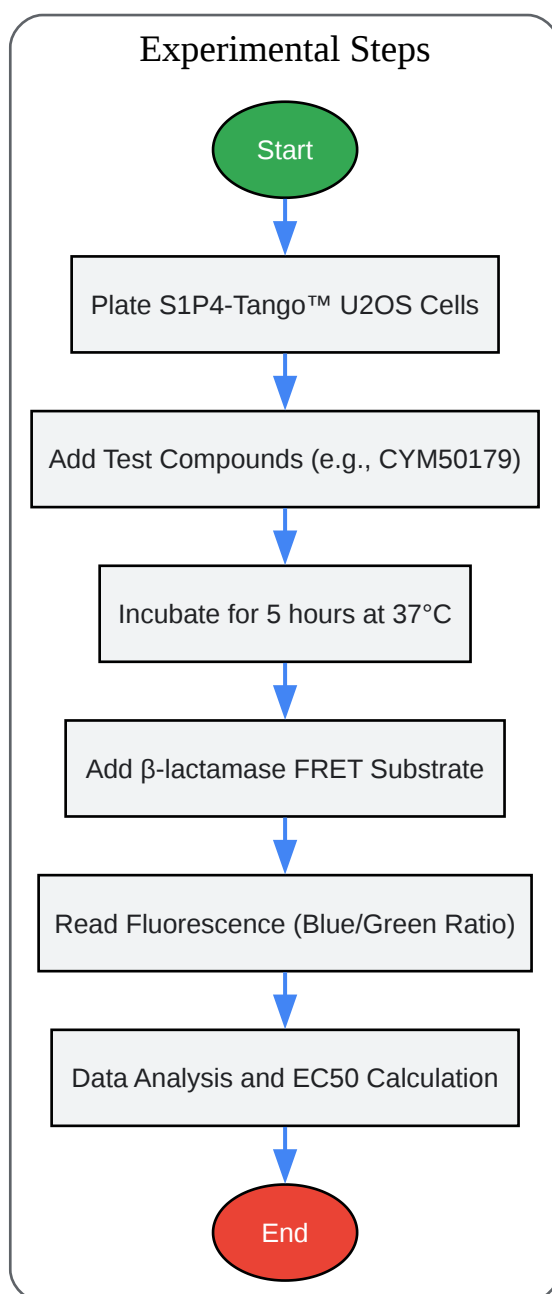 Experimental Steps
Start
Plate S1P4-Tango™ U2OS Cells
Add Test Compounds (e.g., CYM50179)
Incubate for 5 hours at 37°C
Add β-lactamase FRET Substrate
Read Fluorescence (Blue/Green Ratio)
Data Analysis and EC50 Calculation
End